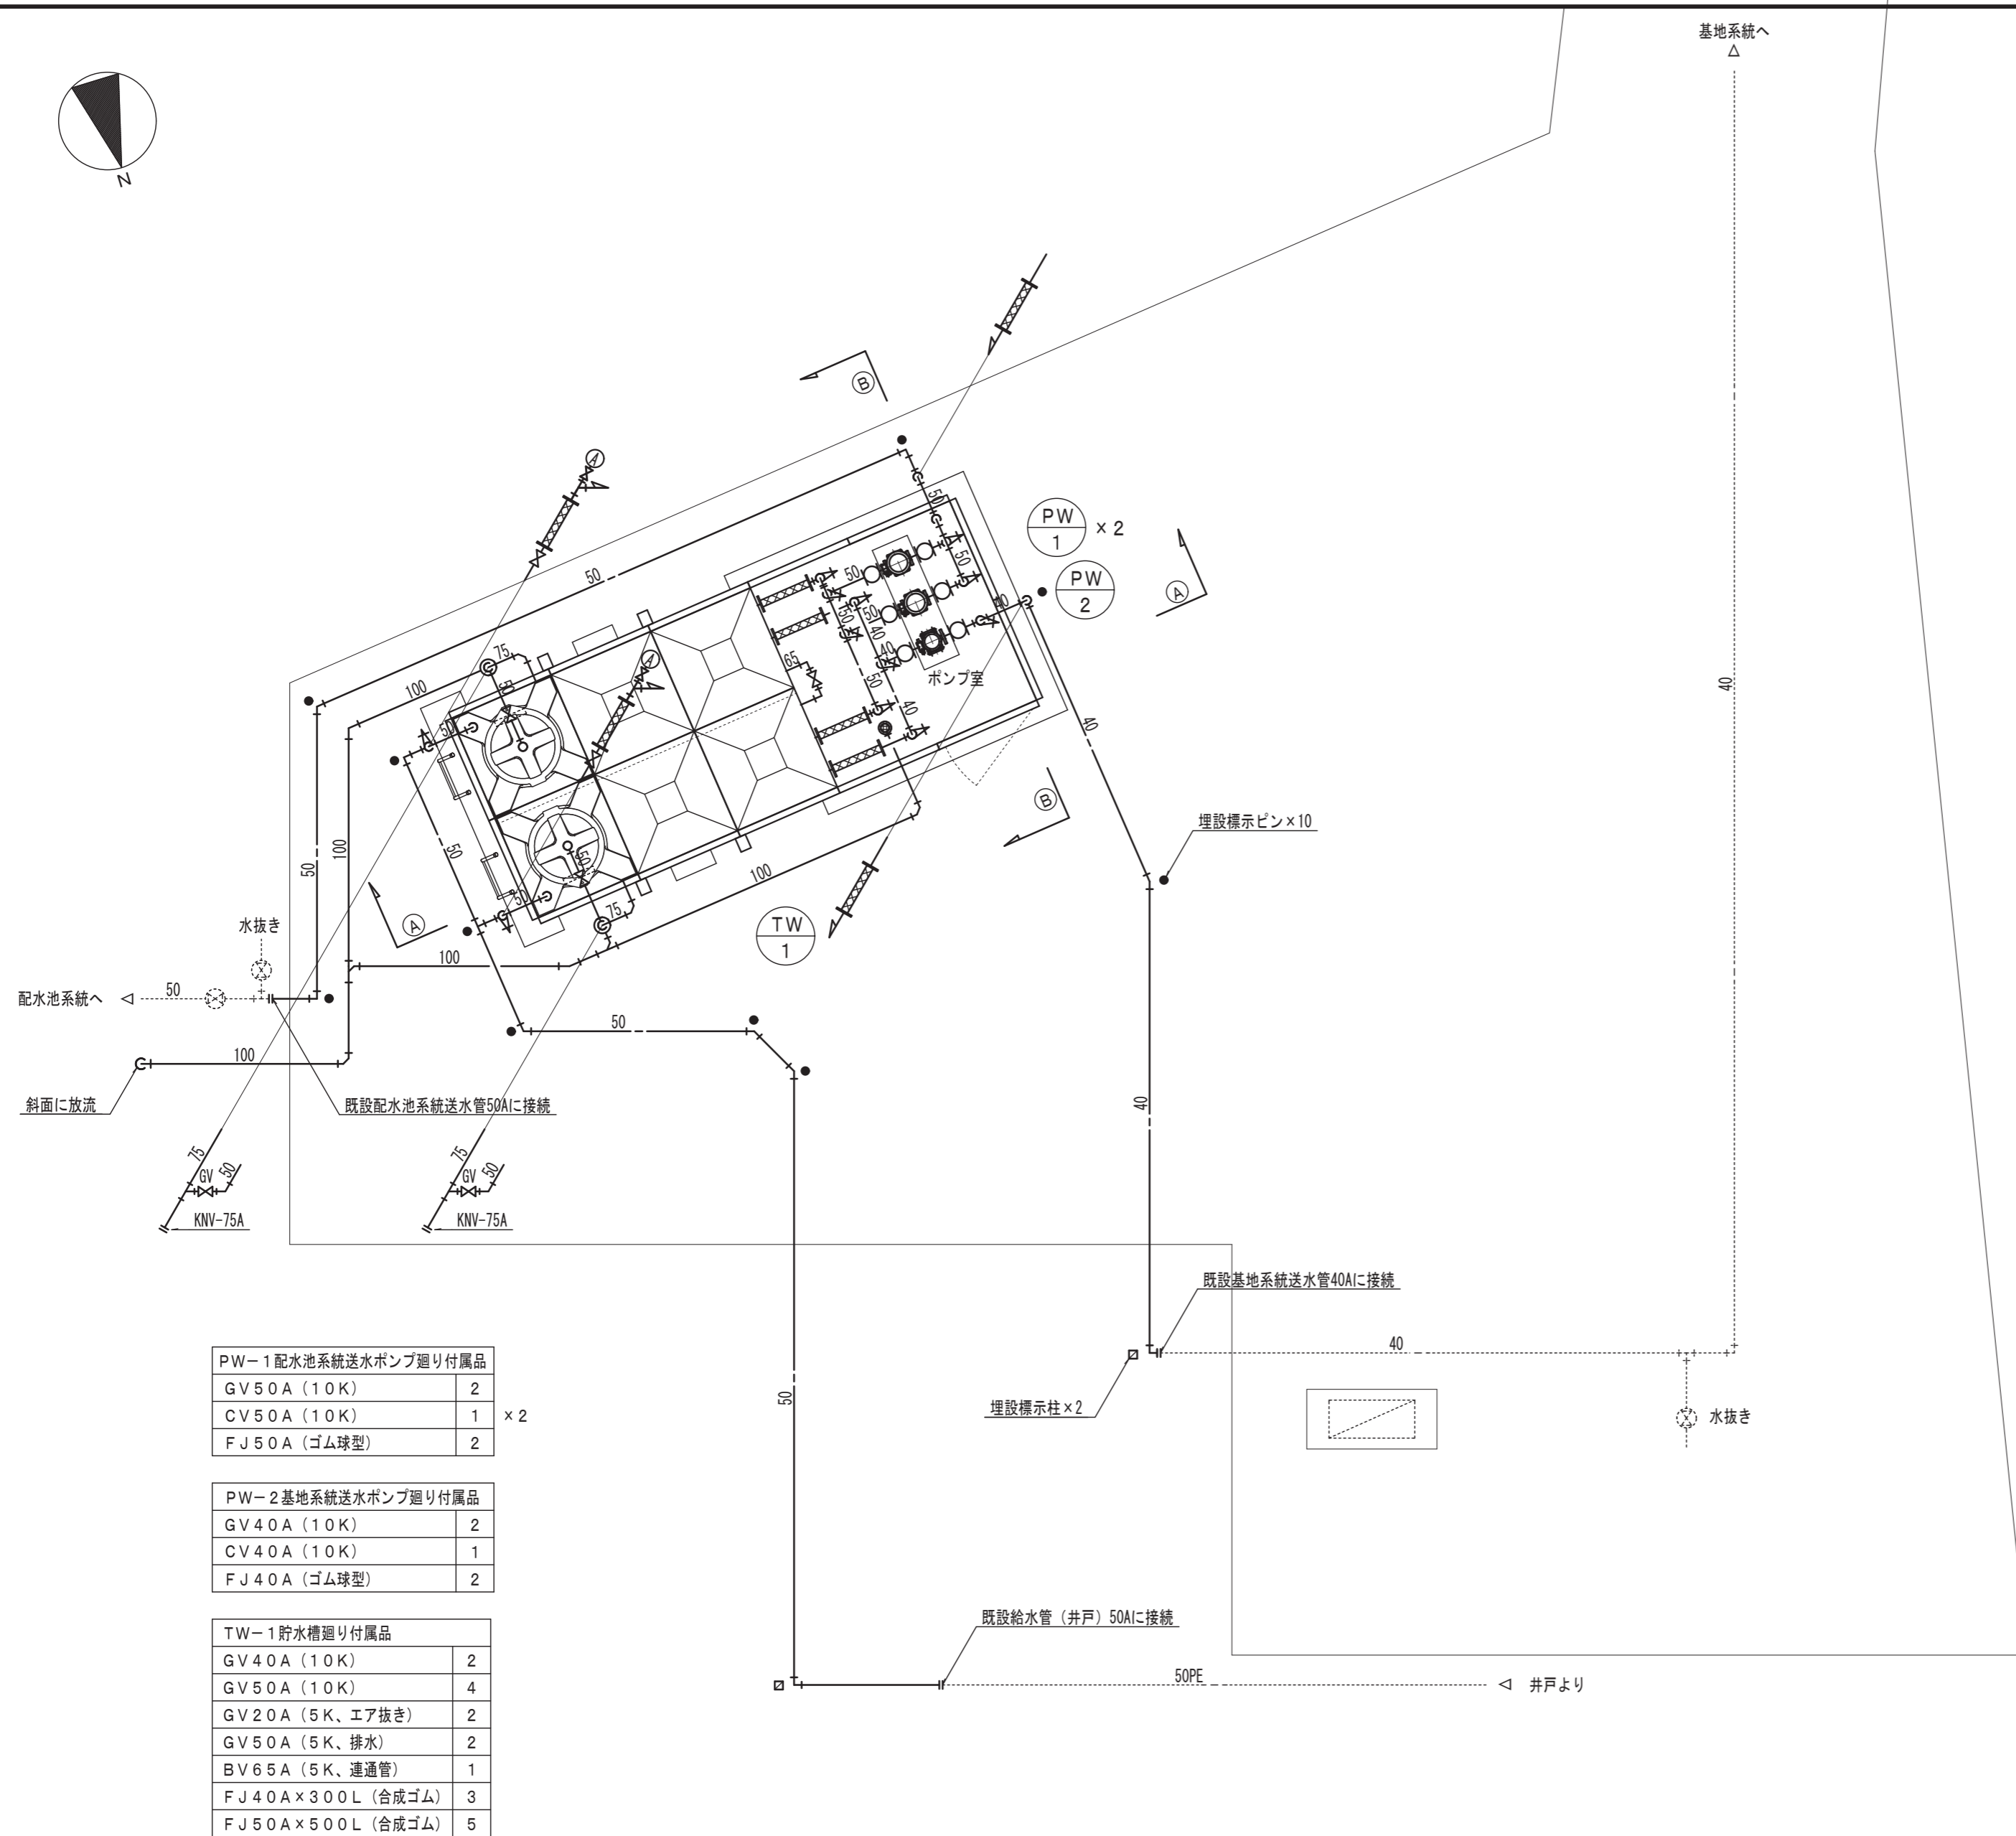 基地系統へ
N
B
A
50
PW
1
×2
PW
2
A
50
50
50
50
40
50
50
40
40
65
50
40
ポンプ室
75
100
50
50
A
40
40
B
埋設標示ピン×10
50
100
50
50
50
75
100
A
TW
1
水抜き
100
配水池系統へ
50
50
100
斜面に放流
既設配水池系統送水管50Aに接続
40
75
GV
50
KNV-75A
75
GV
50
KNV-75A
既設基地系統送水管40Aに接続
40
埋設標示柱×2
水抜き
50
PW－1配水池系統送水ポンプ廻り付属品
GV50A（10K） 2
CV50A（10K） 1 ×2
FJ50A（ゴム球型） 2
PW－2基地系統送水ポンプ廻り付属品
GV40A（10K） 2
CV40A（10K） 1
FJ40A（ゴム球型） 2
TW－1貯水槽廻り付属品
GV40A（10K） 2
GV50A（10K） 4
GV20A（5K、エア抜き） 2
GV50A（5K、排水） 2
BV65A（5K、連通管） 1
FJ40A×300L（合成ゴム） 3
FJ50A×500L（合成ゴム） 5
既設給水管（井戸）50Aに接続
50PE
井戸より